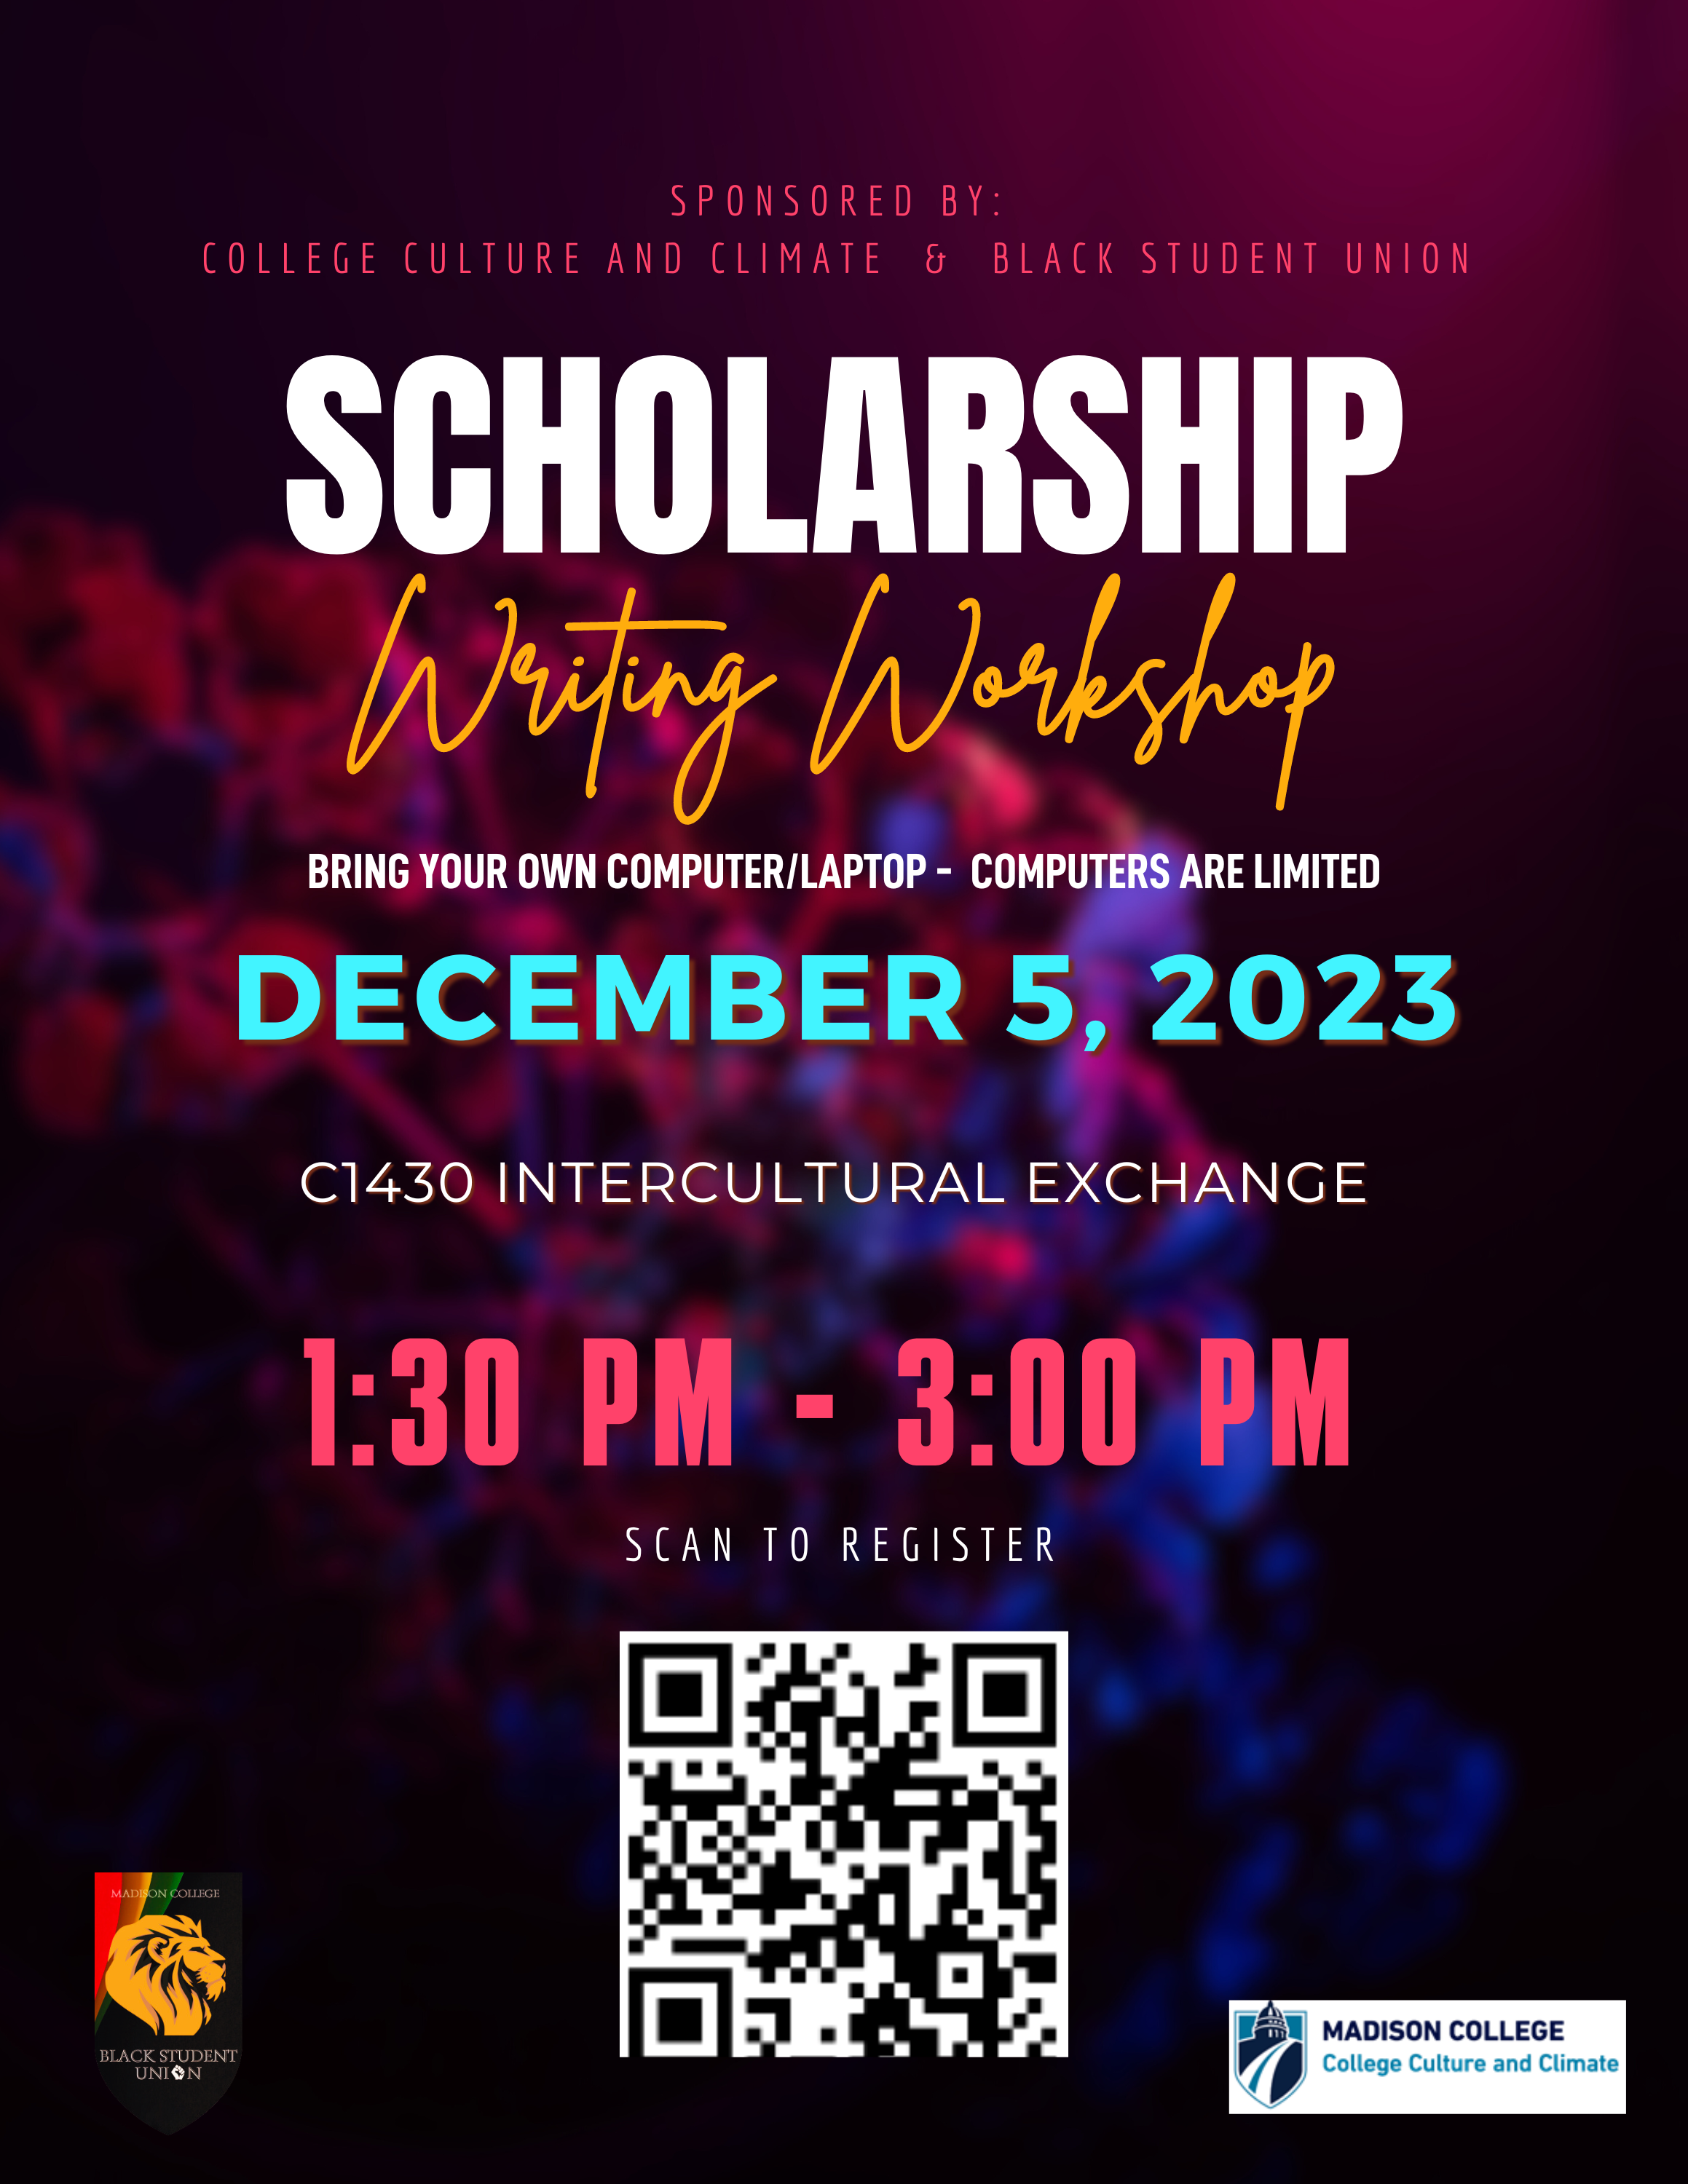 SPONSORED BY:
COLLEGE CULTURE AND CLIMATE & BLACK STUDENT UNION
SCHOLARSHIP
Writing Workshop
BRING YOUR OWN COMPUTER/LAPTOP - COMPUTERS ARE LIMITED
DECEMBER 5, 2023
C1430 INTERCULTURAL EXCHANGE
1:30 PM - 3:00 PM
SCAN TO REGISTER
MADISON COLLEGE
BLACK STUDENT
UNION
MADISON COLLEGE
College Culture and Climate